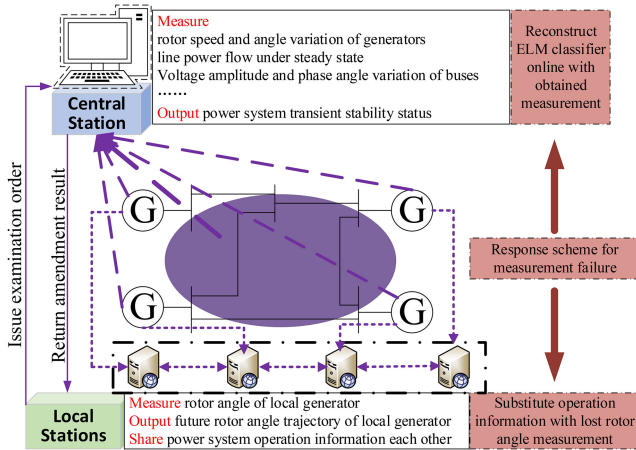 Measure
rotor speed and angle variation of generators
line power flow under steady state
Voltage amplitude and phase angle variation of buses
……
Output power system transient stability status
Reconstruct
ELM classifier
online with
obtained
measurement
Central
Station
Issue examination order
Return amendment result
G
G
G
G
Response scheme for
measurement failure
Local
Stations
Measure rotor angle of local generator
Output future rotor angle trajectory of local generator
Share power system operation information each other
Substitute operation
information with lost rotor
angle measurement